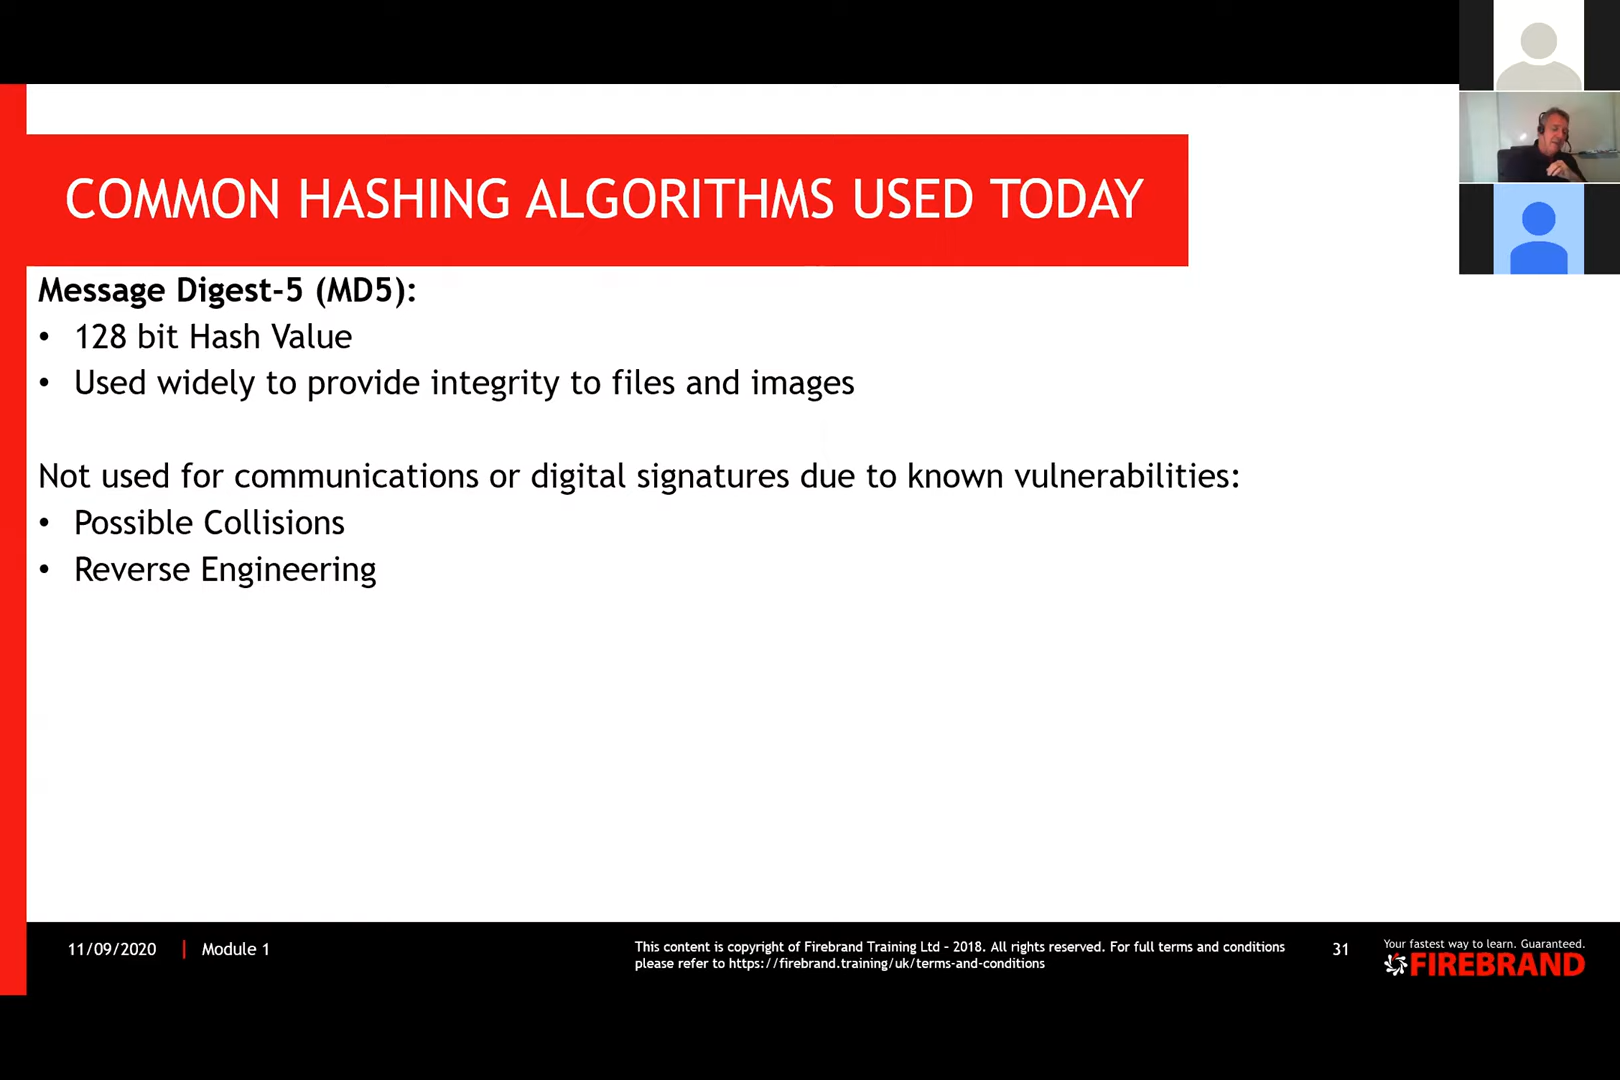 COMMON HASHING ALGORITHMS USED TODAY
Message Digest-5 (MD5):
• 128 bit Hash Value
• Used widely to provide integrity to files and images
Not used for communications or digital signatures due to known vulnerabilities:
• Possible Collisions
• Reverse Engineering
11/09/2020 | Module 1
This content is copyright of Firebrand Training Ltd – 2018. All rights reserved. For full terms and conditions
please refer to https://firebrand.training/uk/terms-and-conditions
31
Your fastest way to learn. Guaranteed.
FIREBRAND